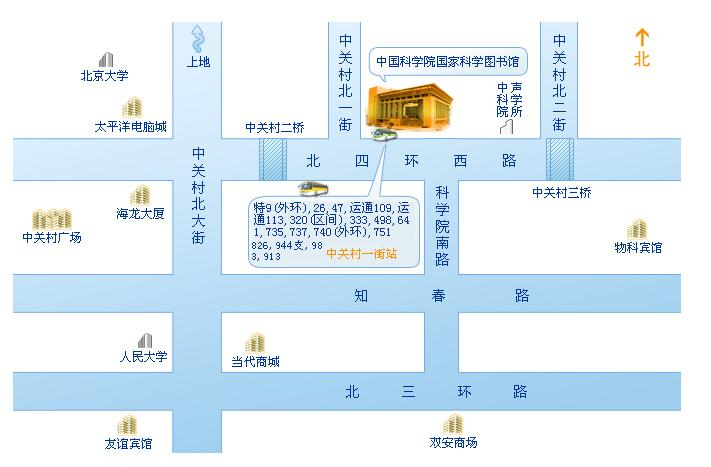 上地
中关村北一街
中国科学院国家科学图书馆
中关村北二街
北
北京大学
中科院
声学所
太平洋电脑城
中关村二桥
北四环西路
中关村北大街
科学院南路
中关村三桥
海龙大厦
中关村广场
特9(外环),26,47,运通109,运
通113,320(区间),333,498,64
1,735,737,740(外环),751
826,944支,98
3,913
中关村一街站
物科宾馆
知春路
人民大学
当代商城
北三环路
友谊宾馆
双安商场